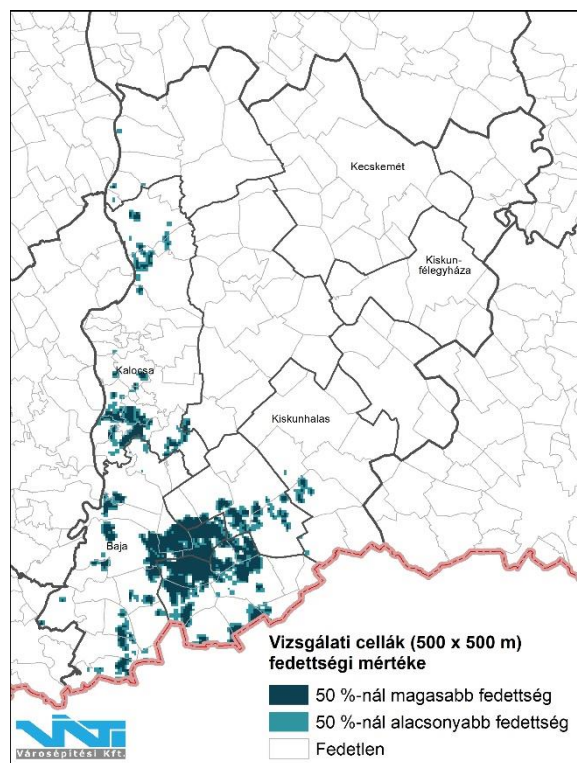 Kecskemét
Kiskun-
félegyháza
Kalocsa
Kiskunhalas
Baja
Vizsgálati cellák (500 x 500 m)
fedettségi mértéke
50 %-nál magasabb fedettség
50 %-nál alacsonyabb fedettség
Fedetlen
VÁTI
Városépítési Kft.